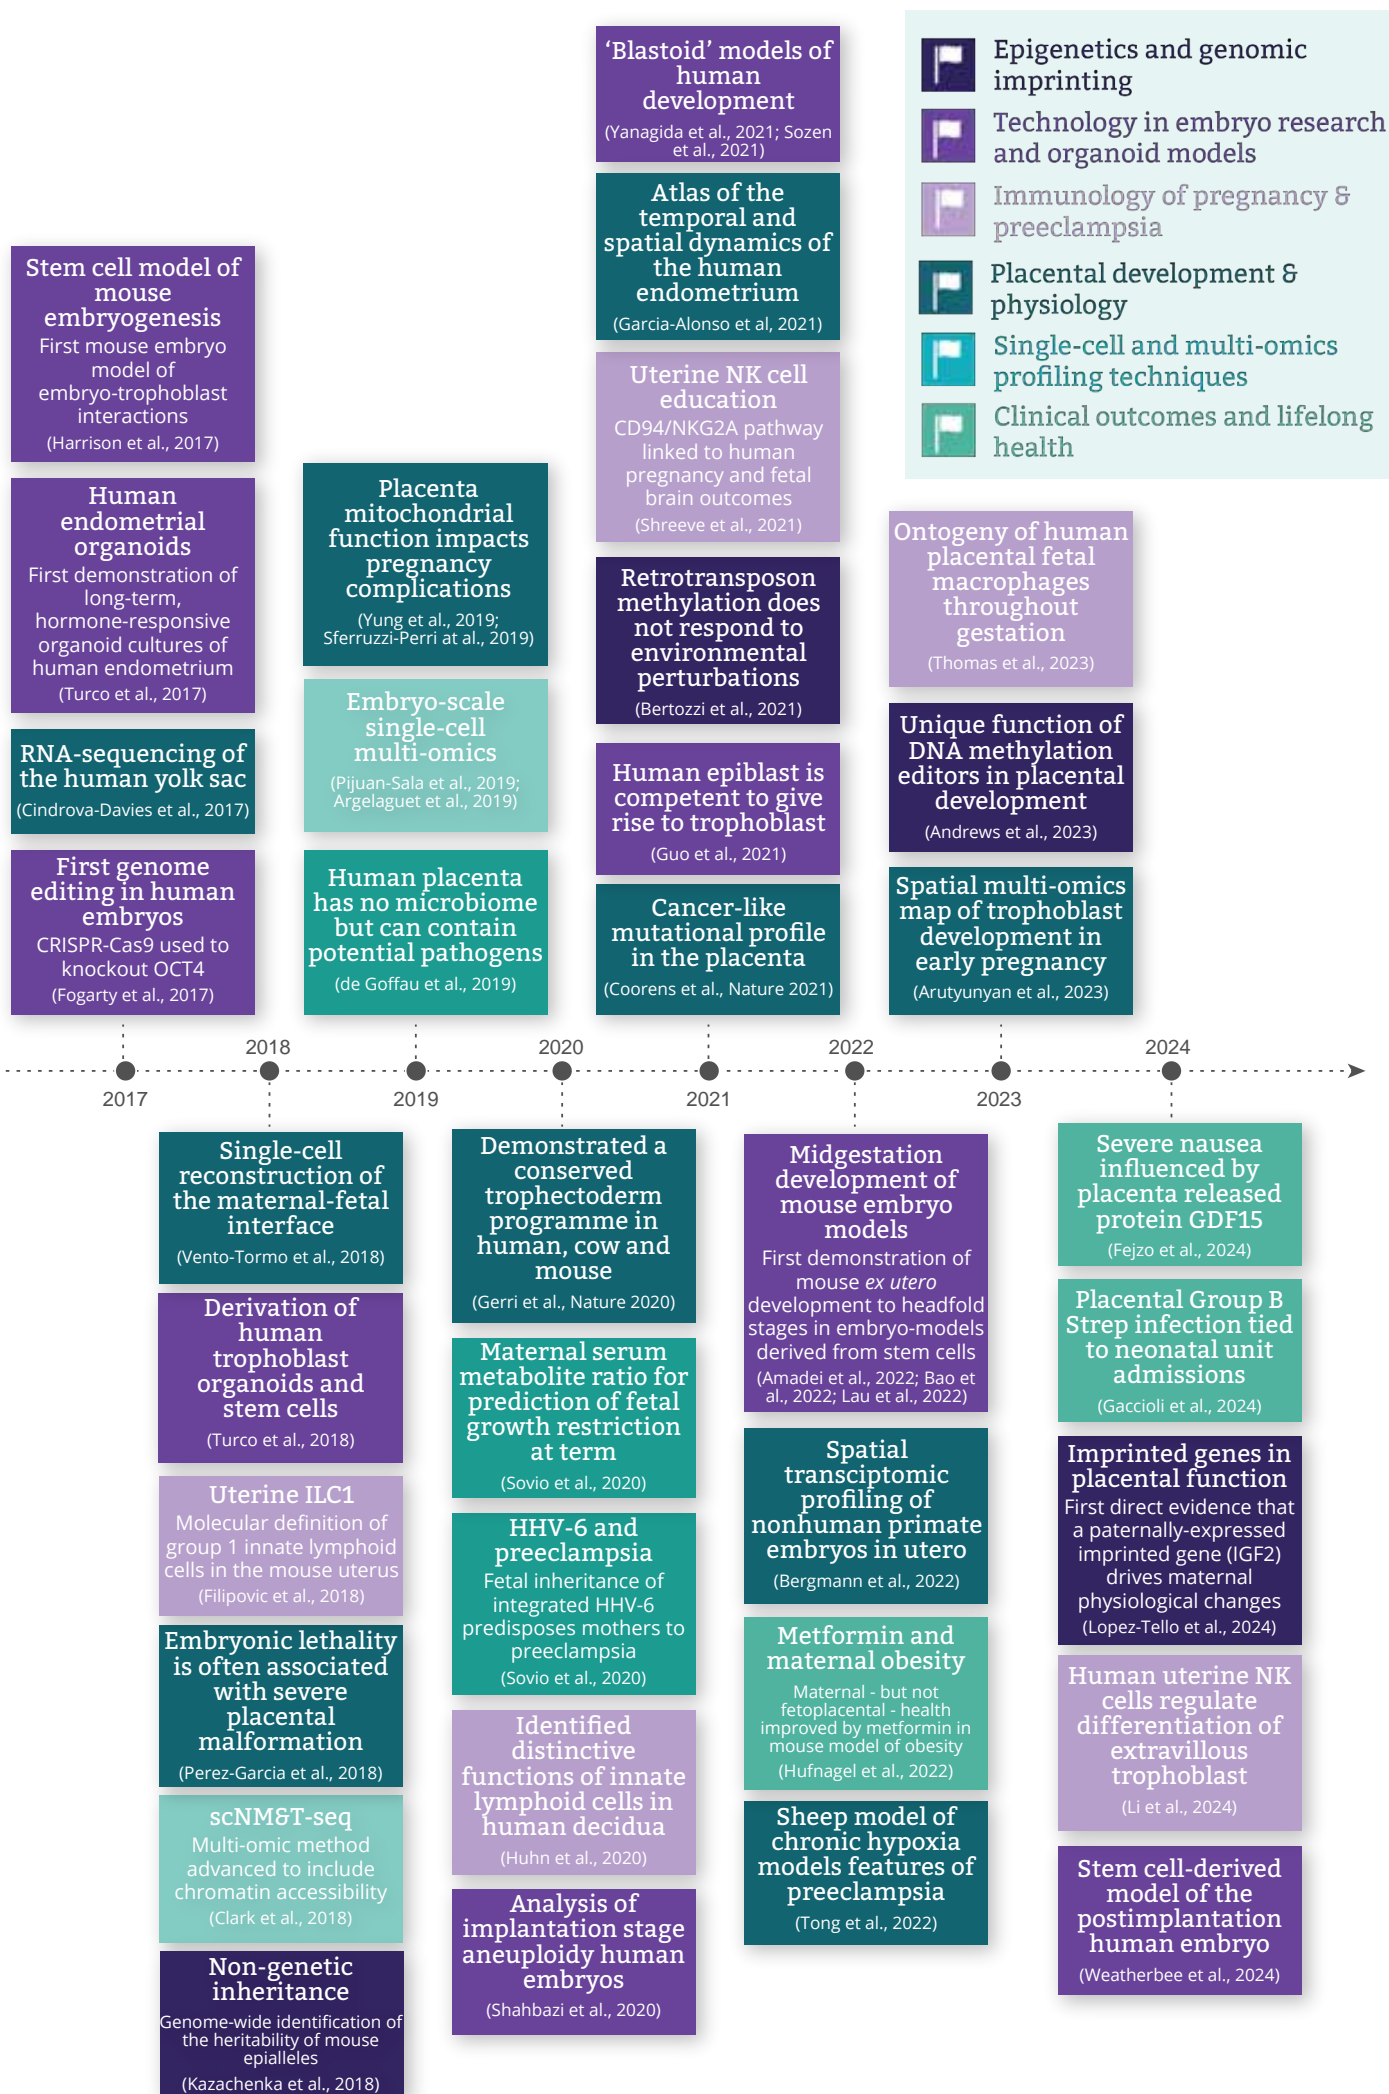 'Blastoid' models of
human
development
(Yanagida et al., 2021; Sozen
et al., 2021)
Atlas of the
temporal and
spatial dynamics of
the human
endometrium
(Garcia-Alonso et al, 2021)
Uterine NK cell
education
CD94/NKG2A pathway
linked to human
pregnancy and fetal
brain outcomes
(Shreeve et al., 2021)
Retrotransposon
methylation does
not respond to
environmental
perturbations
(Bertozzi et al., 2021)
Human epiblast is
competent to give
rise to trophoblast
(Guo et al., 2021)
Cancer-like
mutational profile
in the placenta
(Coorens et al., Nature 2021)
Epigenetics and genomic
imprinting
Technology in embryo research
and organoid models
Immunology of pregnancy &
preeclampsia
Placental development &
physiology
Single-cell and multi-omics
profiling techniques
Clinical outcomes and lifelong
health
Stem cell model of
mouse
embryogenesis
First mouse embryo
model of
embryo-trophoblast
interactions
(Harrison et al., 2017)
Human
endometrial
organoids
First demonstration of
long-term,
hormone-responsive
organoid cultures of
human endometrium
(Turco et al., 2017)
RNA-sequencing of
the human yolk sac
(Cindrova-Davies et al., 2017)
First genome
editing in human
embryos
CRISPR-Cas9 used to
knockout OCT4
(Fogarty et al., 2017)
Placenta
mitochondrial
function impacts
pregnancy
complications
(Yung et al., 2019;
Sferruzzi-Perri at al., 2019)
Embryo-scale
single-cell
multi-omics
(Pijuan-Sala et al., 2019;
Argelaguet et al., 2019)
Human placenta
has no microbiome
but can contain
potential pathogens
(de Goffau et al., 2019)
Ontogeny of human
placental fetal
macrophages
throughout
gestation
(Thomas et al., 2023)
Unique function of
DNA methylation
editors in placental
development
(Andrews et al., 2023)
Spatial multi-omics
map of trophoblast
development in
early pregnancy
(Arutyunyan et al., 2023)
2018
2020
2022
2024
2017
2019
2021
2023
Single-cell
reconstruction of
the maternal-fetal
interface
(Vento-Tormo et al., 2018)
Derivation of
human
trophoblast
organoids and
stem cells
(Turco et al., 2018)
Uterine ILC1
Molecular definition of
group 1 innate lymphoid
cells in the mouse uterus
(Filipovic et al., 2018)
Embryonic lethality
is often associated
with severe
placental
malformation
(Perez-Garcia et al., 2018)
scNM&T-seq
Multi-omic method
advanced to include
chromatin accessibility
(Clark et al., 2018)
Non-genetic
inheritance
Genome-wide identification of
the heritability of mouse
epialleles
(Kazachenka et al., 2018)
Demonstrated a
conserved
trophectoderm
programme in
human, cow and
mouse
(Gerri et al., Nature 2020)
Maternal serum
metabolite ratio for
prediction of fetal
growth restriction
at term
(Sovio et al., 2020)
HHV-6 and
preeclampsia
Fetal inheritance of
integrated HHV-6
predisposes mothers to
preeclampsia
(Sovio et al., 2020)
Identified
distinctive
functions of innate
lymphoid cells in
human decidua
(Huhn et al., 2020)
Analysis of
implantation stage
aneuploidy human
embryos
(Shahbazi et al., 2020)
Midgestation
development of
mouse embryo
models
First demonstration of
mouse ex utero
development to headfold
stages in embryo-models
derived from stem cells
(Amadei et al., 2022; Bao et
al., 2022; Lau et al., 2022)
Spatial
transciptomic
profiling of
nonhuman primate
embryos in utero
(Bergmann et al., 2022)
Metformin and
maternal obesity
Maternal - but not
fetoplacental - health
improved by metformin in
mouse model of obesity
(Hufnagel et al., 2022)
Sheep model of
chronic hypoxia
models features of
preeclampsia
(Tong et al., 2022)
Severe nausea
influenced by
placenta released
protein GDF15
(Fejzo et al., 2024)
Placental Group B
Strep infection tied
to neonatal unit
admissions
(Gaccioli et al., 2024)
Imprinted genes in
placental function
First direct evidence that
a paternally-expressed
imprinted gene (IGF2)
drives maternal
physiological changes
(Lopez-Tello et al., 2024)
Human uterine NK
cells regulate
differentiation of
extravillous
trophoblast
(Li et al., 2024)
Stem cell-derived
model of the
postimplantation
human embryo
(Weatherbee et al., 2024)